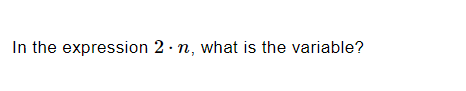 In the expression 2 · n, what is the variable?